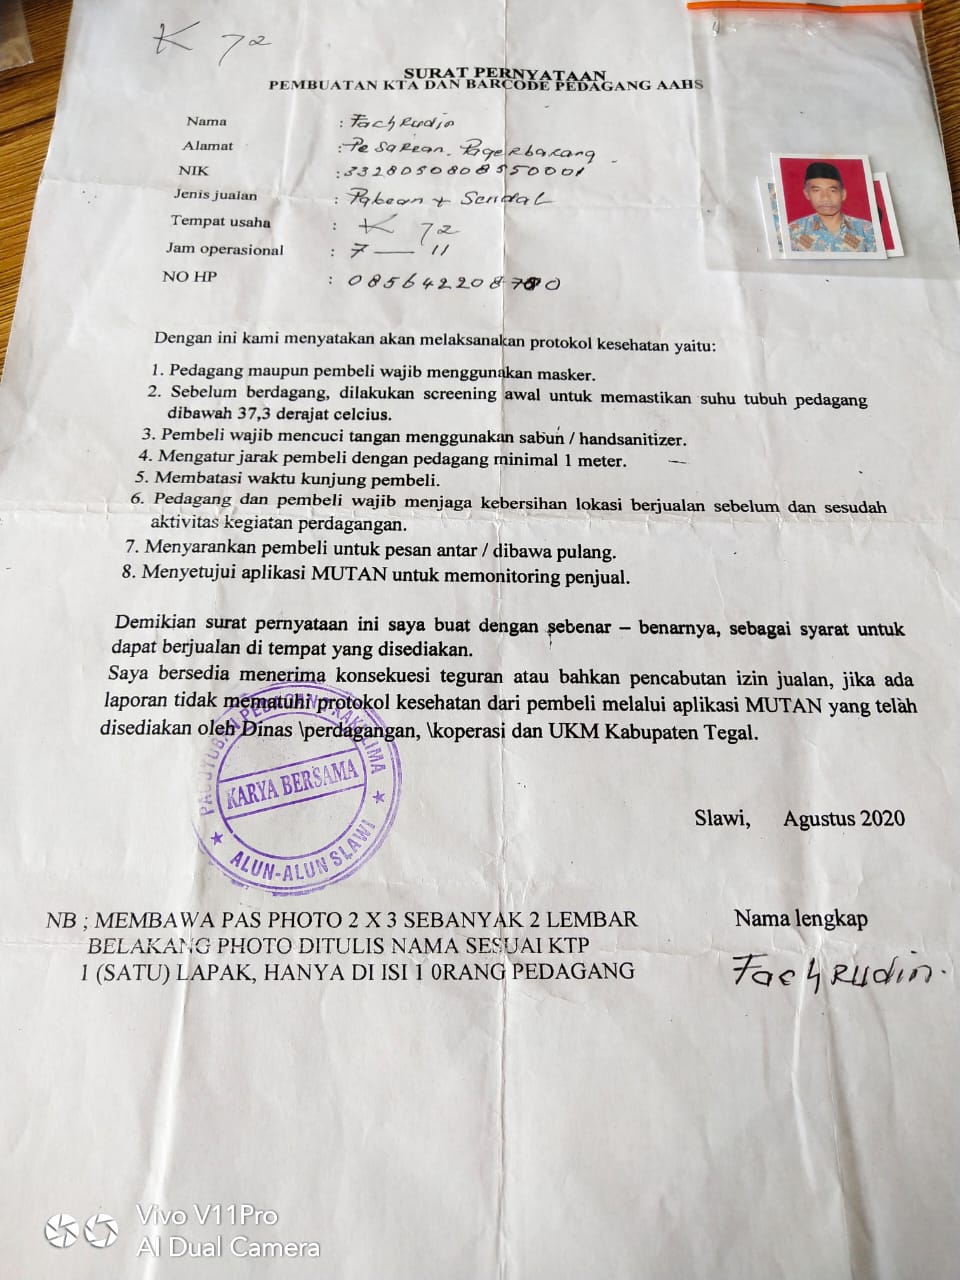 K 72
SURAT PERNYATAAN
PEMBUATAN KTA DAN BARCODE PEDAGANG AAHS
Nama : Fachrudin
Alamat : Pesarean. Pagerbarang.
NIK : 3328050808550001
Jenis jualan : Pakean + Sendal
Tempat usaha : K 72
Jam operasional : 7 — 11
NO HP :
Dengan ini kami menyatakan akan melaksanakan protokol kesehatan yaitu:
1. Pedagang maupun pembeli wajib menggunakan masker.
2. Sebelum berdagang, dilakukan screening awal untuk memastikan suhu tubuh pedagang
dibawah 37,3 derajat celcius.
3. Pembeli wajib mencuci tangan menggunakan sabun / handsanitizer.
4. Mengatur jarak pembeli dengan pedagang minimal 1 meter.
5. Membatasi waktu kunjung pembeli.
6. Pedagang dan pembeli wajib menjaga kebersihan lokasi berjualan sebelum dan sesudah
aktivitas kegiatan perdagangan.
7. Menyarankan pembeli untuk pesan antar / dibawa pulang.
8. Menyetujui aplikasi MUTAN untuk memonitoring penjual.
Demikian surat pernyataan ini saya buat dengan sebenar – benarnya, sebagai syarat untuk
dapat berjualan di tempat yang disediakan.
Saya bersedia menerima konsekuesi teguran atau bahkan pencabutan izin jualan, jika ada
laporan tidak mematuhi protokol kesehatan dari pembeli melalui aplikasi MUTAN yang telah
disediakan oleh Dinas \perdagangan, \koperasi dan UKM Kabupaten Tegal.
PAGUYUBAN PEDAGANG KAKI LIMA
KARYA BERSAMA
ALUN-ALUN SLAWI
Slawi, Agustus 2020
NB ; MEMBAWA PAS PHOTO 2 X 3 SEBANYAK 2 LEMBAR
BELAKANG PHOTO DITULIS NAMA SESUAI KTP
1 (SATU) LAPAK, HANYA DI ISI 1 0RANG PEDAGANG
Nama lengkap
Fachrudin.
Vivo V11Pro
AI Dual Camera